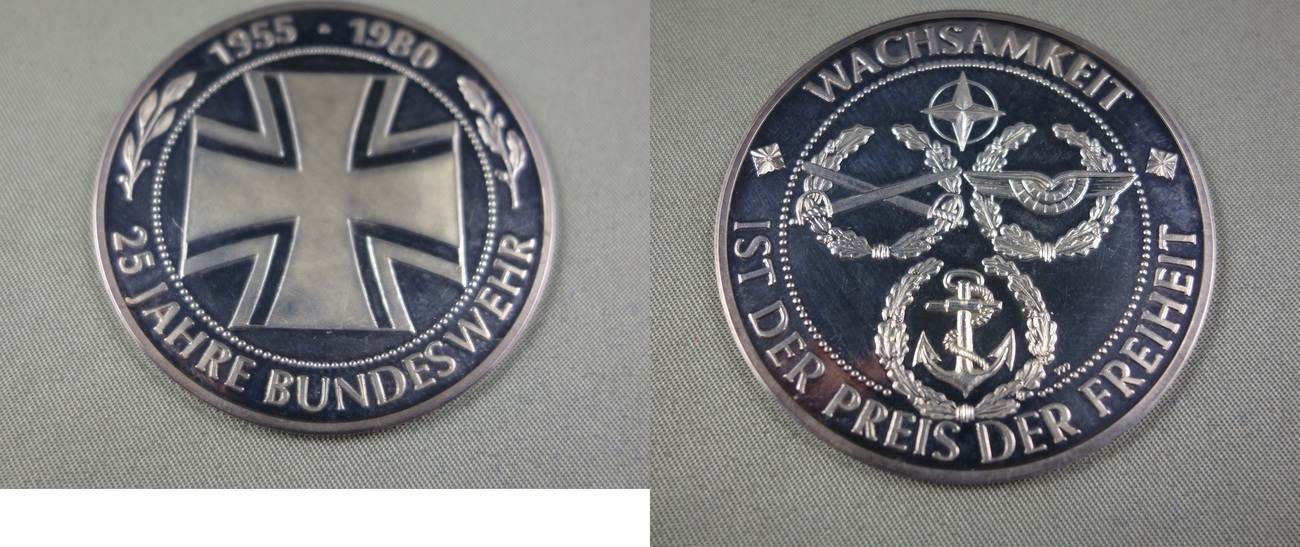 1955 · 1980
25 JAHRE BUNDESWEHR
WACHSAMKEIT
IST DER PREIS DER FREIHEIT